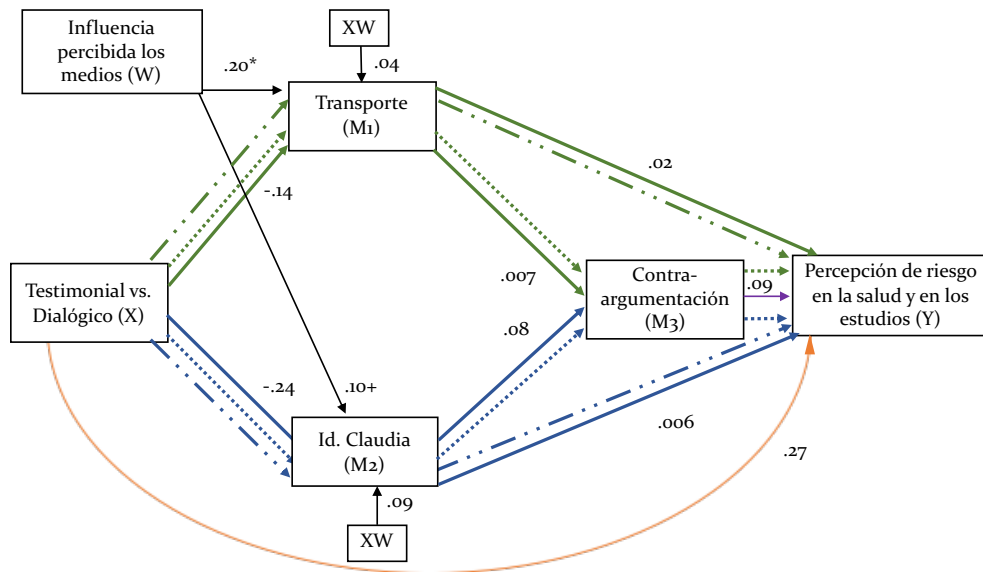 Influencia
percibida los
medios (W)
XW
.20*
.04
Transporte
(M1)
-.14
.02
Testimonial vs.
Dialógico (X)
.007
Contra-
argumentación
(M3)
.09
Percepción de riesgo
en la salud y en los
estudios (Y)
.08
-.24
.10+
Id. Claudia
(M2)
.006
.27
.09
XW